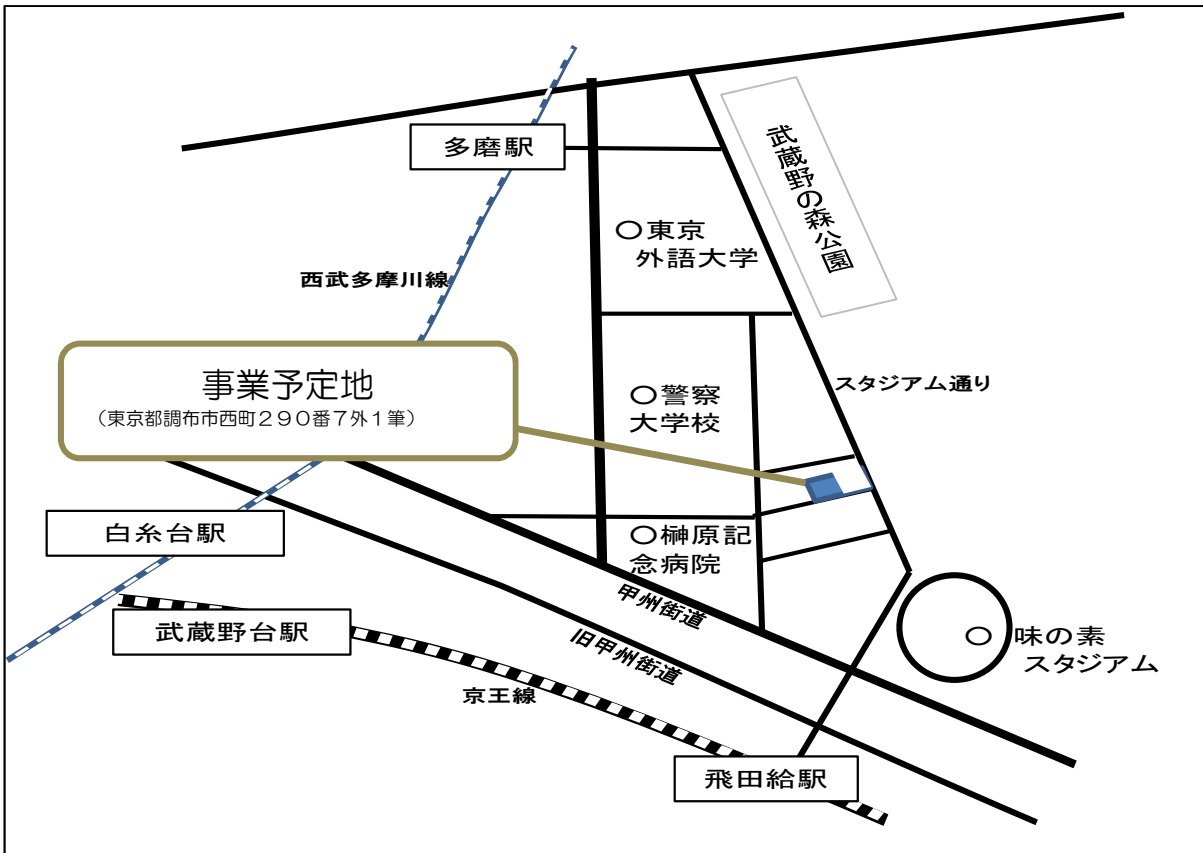 多磨駅
武蔵野の森公園
○東京
外語大学
西武多摩川線
事業予定地
（東京都調布市西町２９０番７外１筆）
○警察
大学校
スタジアム通り
白糸台駅
○榊原記
念病院
武蔵野台駅
甲州街道
旧甲州街道
○ 味の素
スタジアム
京王線
飛田給駅